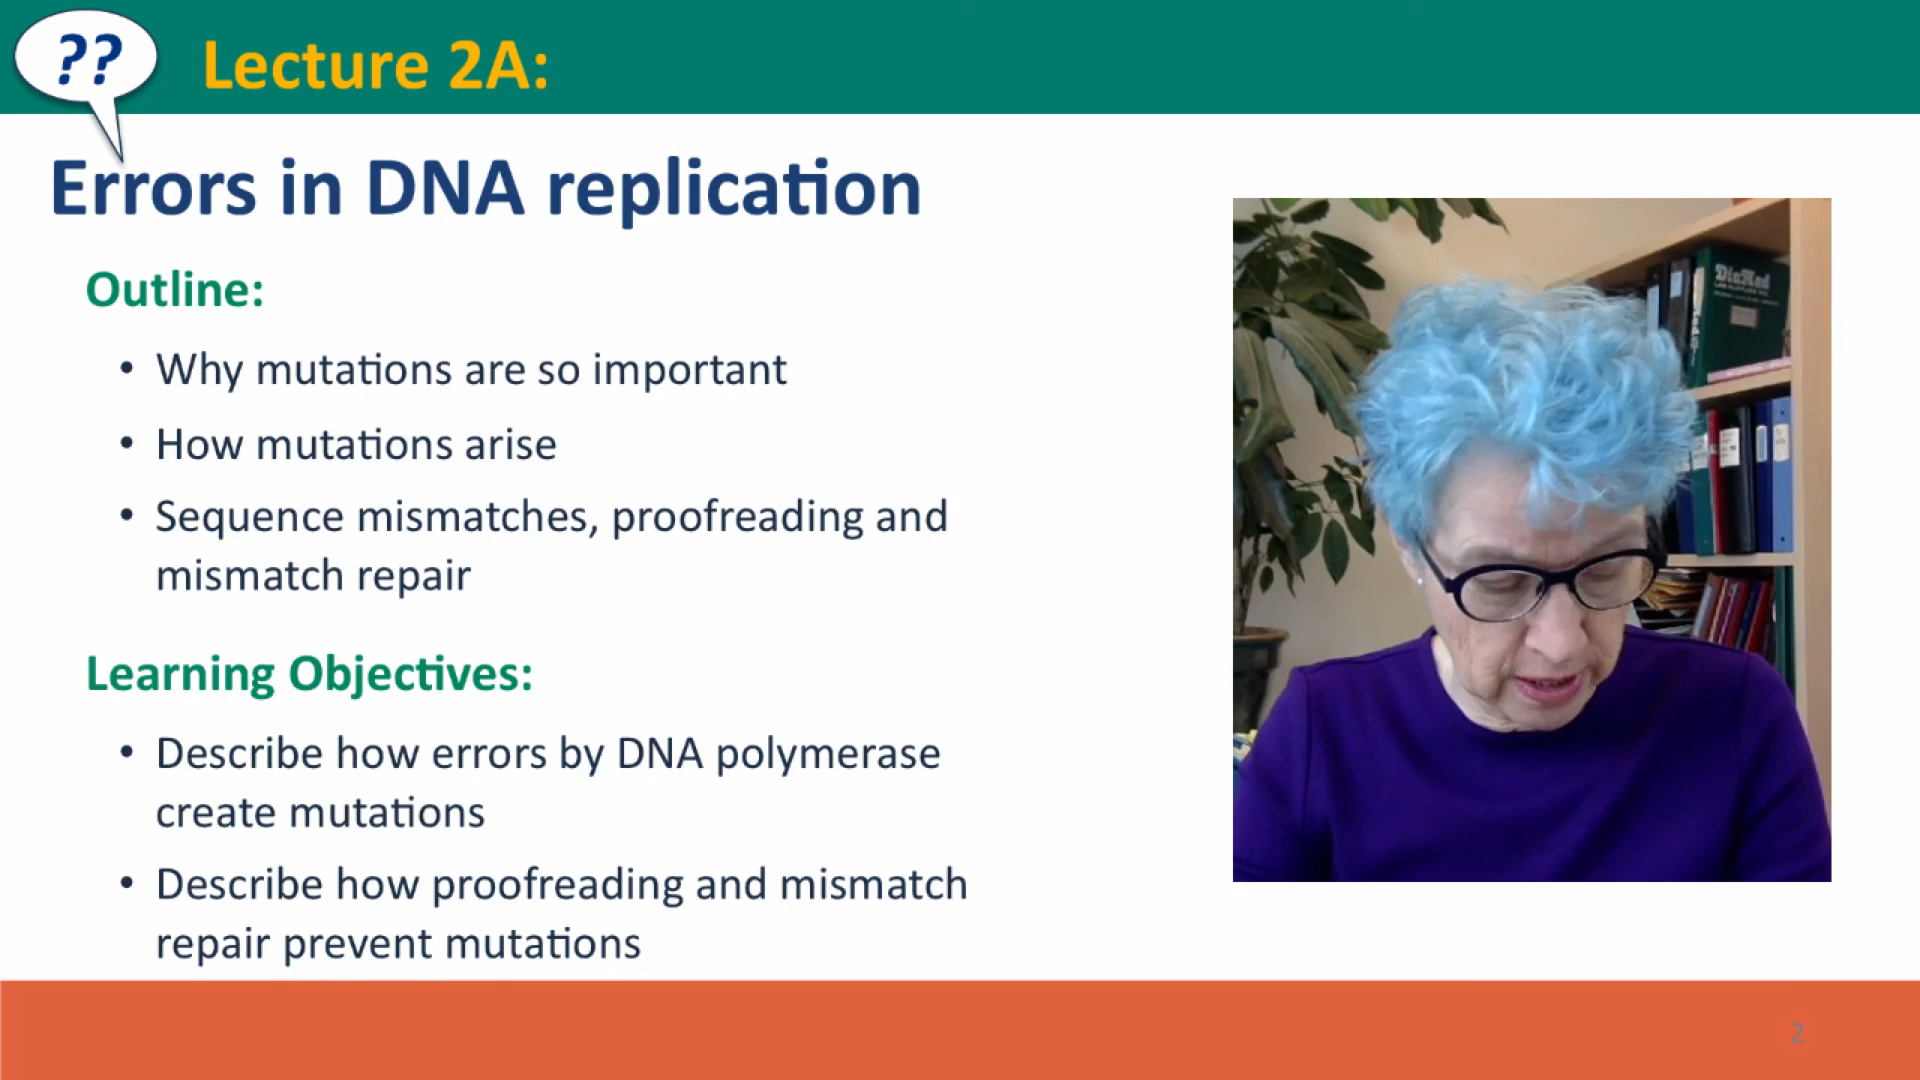 ??
Lecture 2A:
Errors in DNA replication
Outline:
• Why mutations are so important
• How mutations arise
• Sequence mismatches, proofreading and
mismatch repair
Learning Objectives:
• Describe how errors by DNA polymerase
create mutations
• Describe how proofreading and mismatch
repair prevent mutations
DiaMed
2